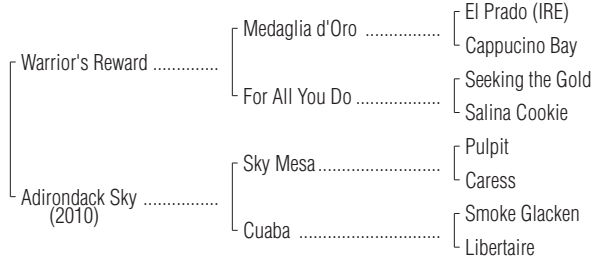 El Prado (IRE)
Medaglia d'Oro ................
Cappucino Bay
Warrior's Reward ..............
Seeking the Gold
For All You Do ..................
Salina Cookie
Pulpit
Sky Mesa..........................
Caress
Adirondack Sky ................
(2010)
Smoke Glacken
Cuaba ..............................
Libertaire